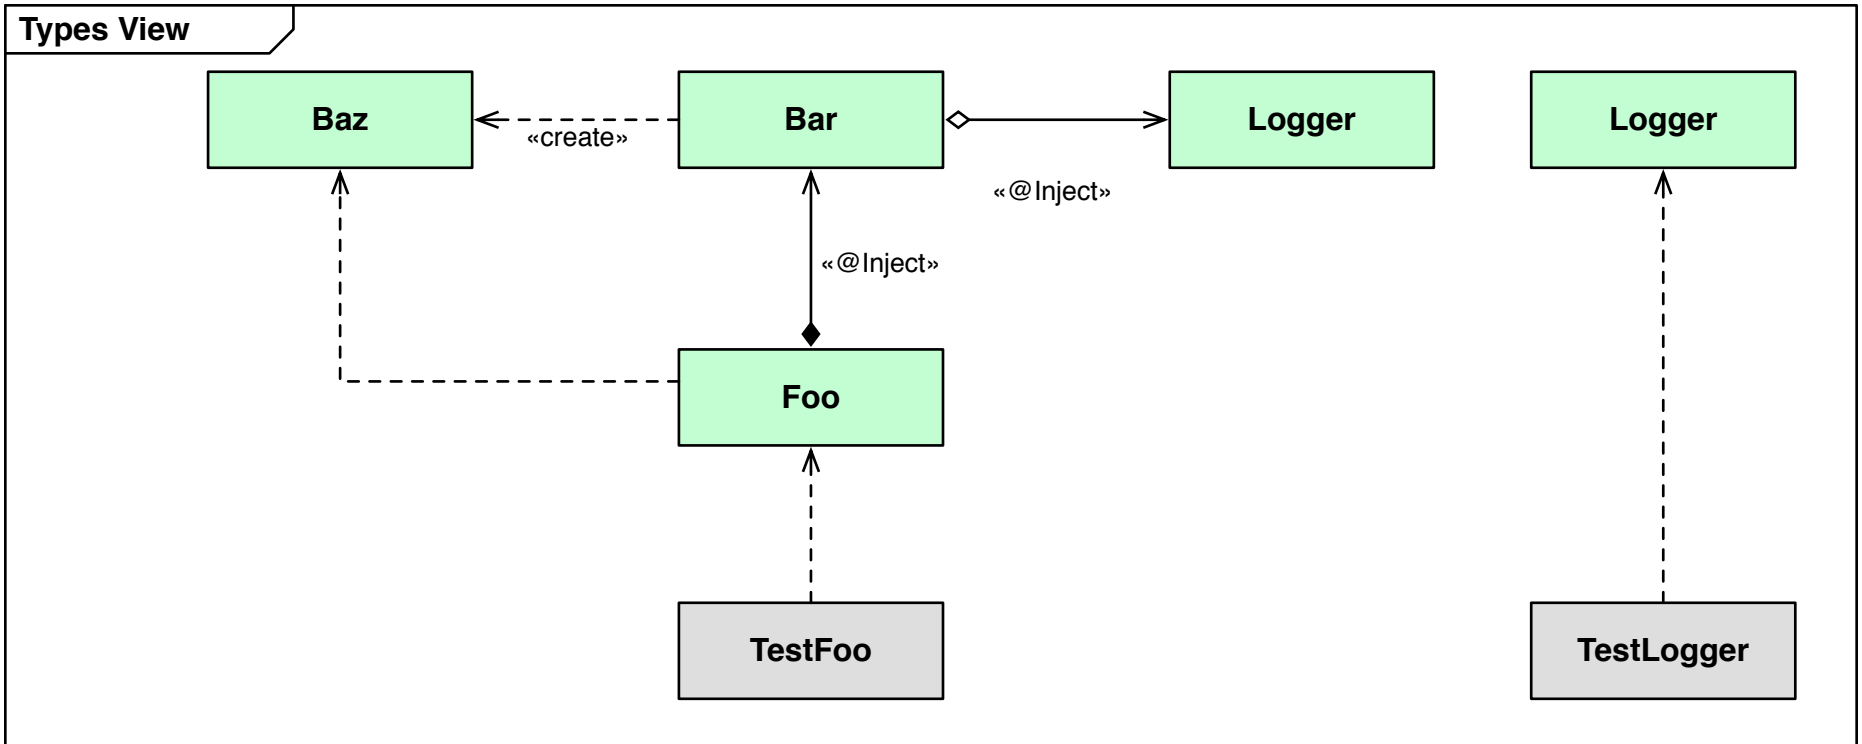 Types View
Baz
«create»
Bar
«@Inject»
Logger
Logger
«@Inject»
Foo
TestFoo
TestLogger